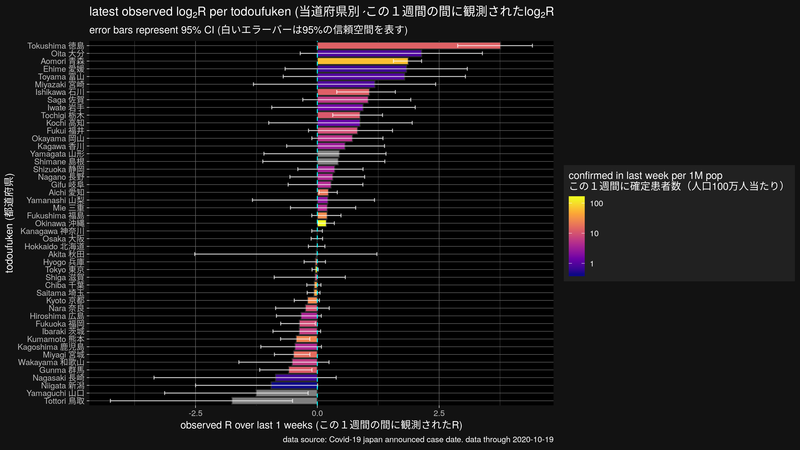 latest observed log₂R per todoufuken (当道府県別·この１週間の間に観測されたlog₂R
error bars represent 95% CI (白いエラーバーは95%の信頼空間を表す)
Tokushima 徳島
Oita 大分
Aomori 青森
Ehime 愛媛
Toyama 富山
Miyazaki 宮崎
Ishikawa 石川
Saga 佐賀
Iwate 岩手
Tochigi 栃木
Kochi 高知
Fukui 福井
Okayama 岡山
Kagawa 香川
Yamagata 山形
Shimane 島根
Shizuoka 静岡
Nagano 長野
Gifu 岐阜
Aichi 愛知
Yamanashi 山梨
Mie 三重
Fukushima 福島
Okinawa 沖縄
Kanagawa 神奈川
Osaka 大阪
Hokkaido 北海道
Akita 秋田
Hyogo 兵庫
Tokyo 東京
Shiga 滋賀
Chiba 千葉
Saitama 埼玉
Kyoto 京都
Nara 奈良
Hiroshima 広島
Fukuoka 福岡
Ibaraki 茨城
Kumamoto 熊本
Kagoshima 鹿児島
Miyagi 宮城
Wakayama 和歌山
Gunma 群馬
Nagasaki 長崎
Niigata 新潟
Yamaguchi 山口
Tottori 鳥取
todoufuken (都道府県)
-2.5 0.0 2.5
observed R over last 1 weeks (この１週間の間に観測されたR)
data source: Covid-19 japan announced case date. data through 2020-10-19
confirmed in last week per 1M pop
この１週間に確定患者数（人口100万人当たり）
100
10
1